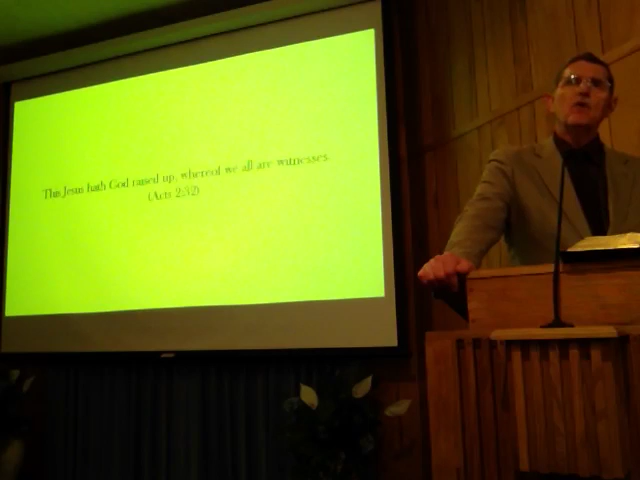 This Jesus hath God raised up, whereof we all are witnesses.
(Acts 2:32)